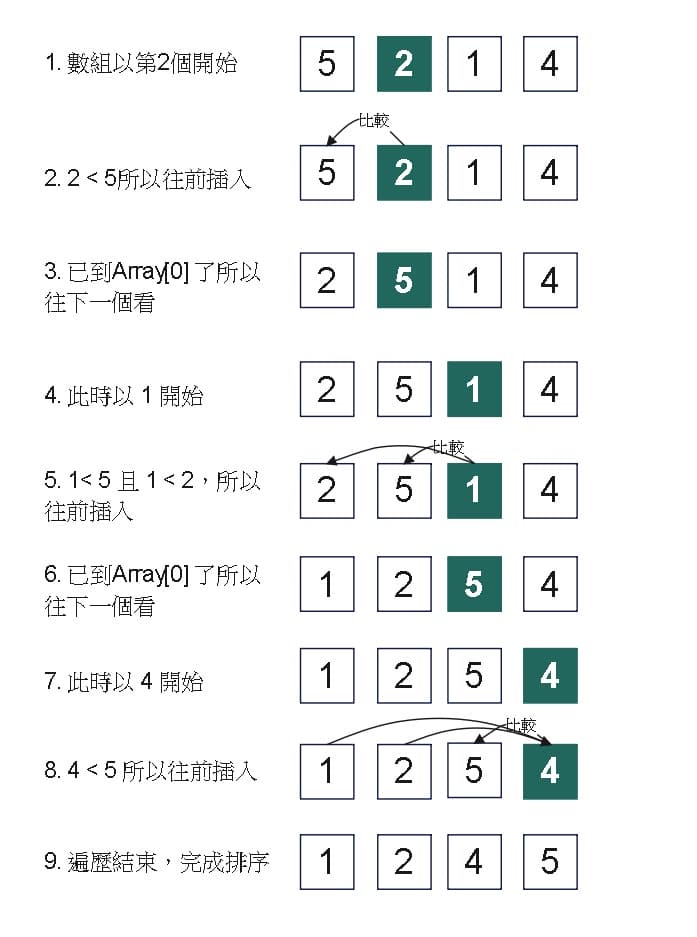 1. 數組以第2個開始
5 2 1 4
比較
2. 2 < 5所以往前插入
5 2 1 4
3. 已到Array[0] 了所以
往下一個看
2 5 1 4
4. 此時以 1 開始
2 5 1 4
比較
5. 1< 5 且 1 < 2，所以
往前插入
2 5 1 4
6. 已到Array[0] 了所以
往下一個看
1 2 5 4
7. 此時以 4 開始
1 2 5 4
比較
8. 4 < 5 所以往前插入
1 2 5 4
9. 遍歷結束，完成排序
1 2 4 5